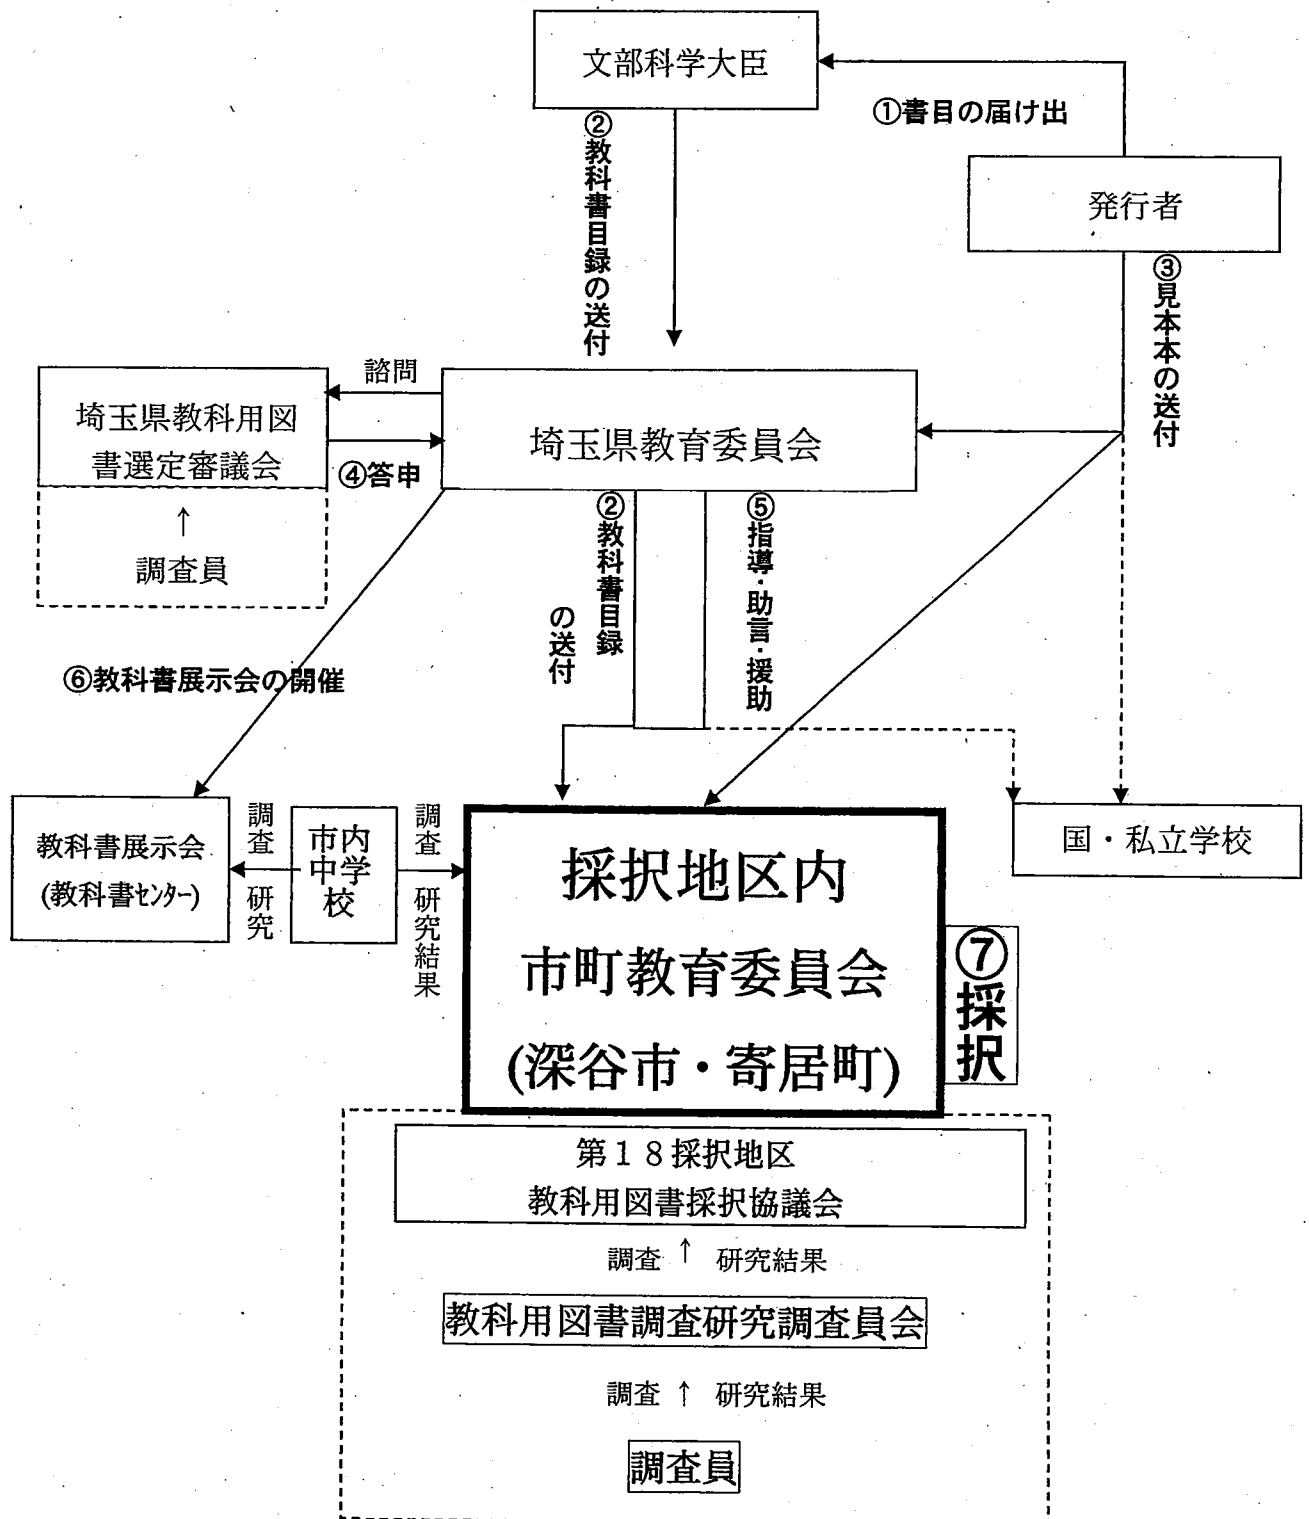 文部科学大臣
①書目の届け出
発行者
②教科書目録の送付
③見本本の送付
諮問
埼玉県教科用図
書選定審議会
④答申
埼玉県教育委員会
↑
調査員
②教科書目録
の送付
⑤指導・助言・援助
⑥教科書展示会の開催
教科書展示会
(教科書センター)
調査
研究
市内
中学
校
調査
研究結果
採択地区内
市町教育委員会
(深谷市・寄居町)
⑦採択
国・私立学校
第18採択地区
教科用図書採択協議会
調査 ↑ 研究結果
教科用図書調査研究調査員会
調査 ↑ 研究結果
調査員